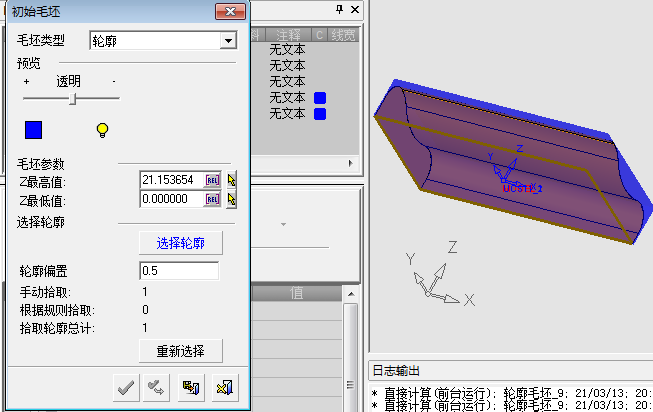 初始毛坯
毛坯类型
轮廓
预览
+ 透明 -
毛坯参数
Z最高值:
21.153654
REL
Z最低值:
0.000000
REL
选择轮廓
选择轮廓
轮廓偏置
0.5
手动拾取:
1
根据规则拾取:
0
拾取轮廓总计:
1
重新选择
料
注释
C
线宽
无文本
无文本
无文本
无文本
无文本
值
Z
Y
X
Z
Y
X
日志输出
* 直接计算(前台运行); 轮廓毛坯_9; 21/03/13; 20:
* 直接计算(前台运行); 轮廓毛坯_9; 21/03/13; 20: